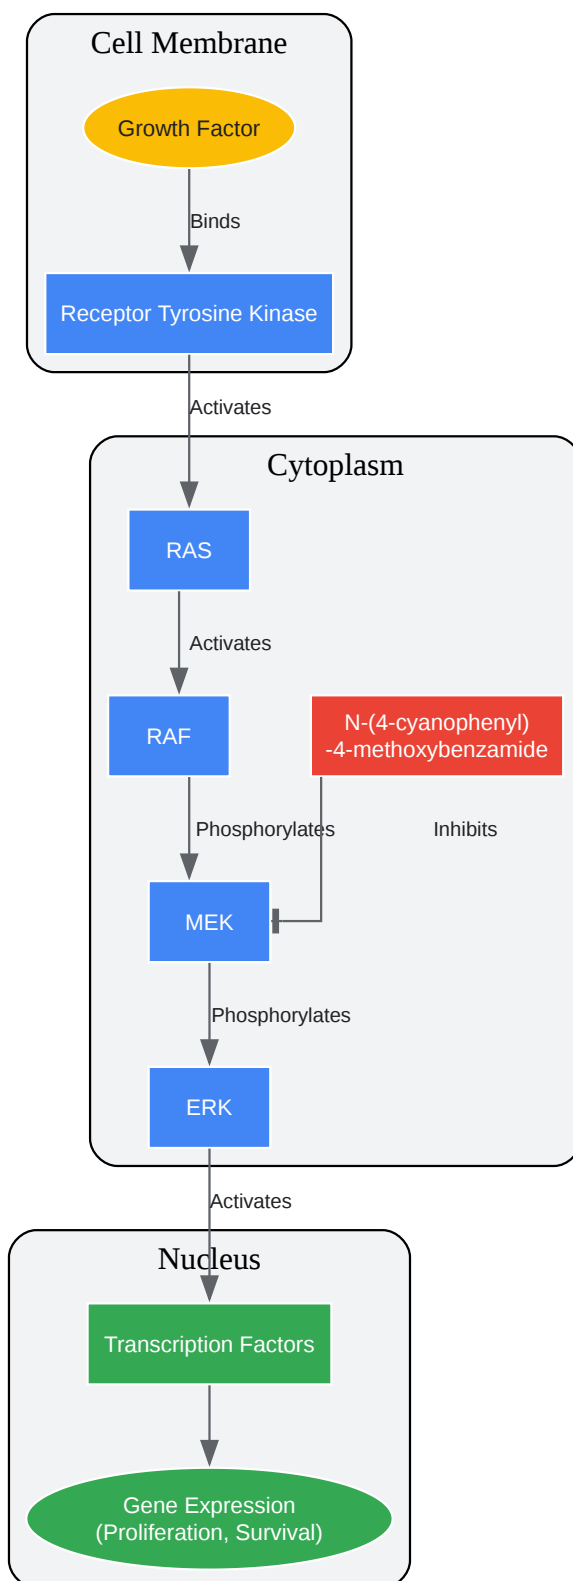 Cell Membrane
Growth Factor
Binds
Receptor Tyrosine Kinase
Activates
Cytoplasm
RAS
Activates
RAF
N-(4-cyanophenyl)
-4-methoxybenzamide
Phosphorylates
Inhibits
MEK
Phosphorylates
ERK
Activates
Nucleus
Transcription Factors
Gene Expression
(Proliferation, Survival)